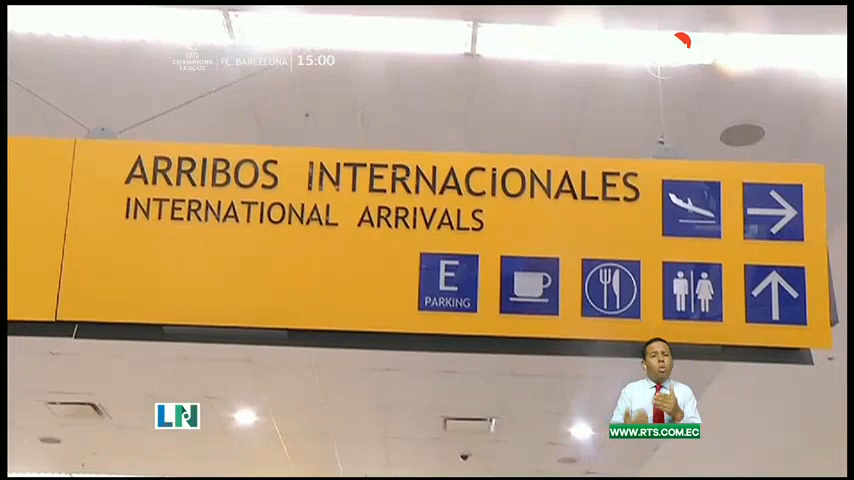 CHAMPIONS
LEAGUE
FC. BARCELONA
15:00
ARRIBOS INTERNACiONALES
INTERNATIONAL ARRIVALS
E
PARKING
LN
WWW.RTS.COM.EC